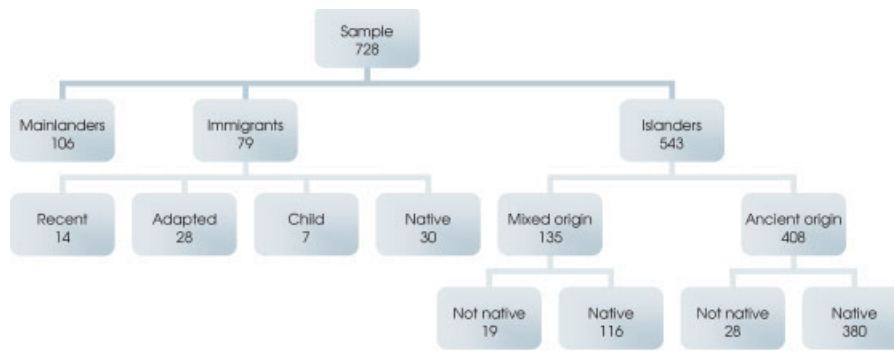 Sample
728
Mainlanders
106
Immigrants
79
Islanders
543
Recent
14
Adapted
28
Child
7
Native
30
Mixed origin
135
Ancient origin
408
Not native
19
Native
116
Not native
28
Native
380